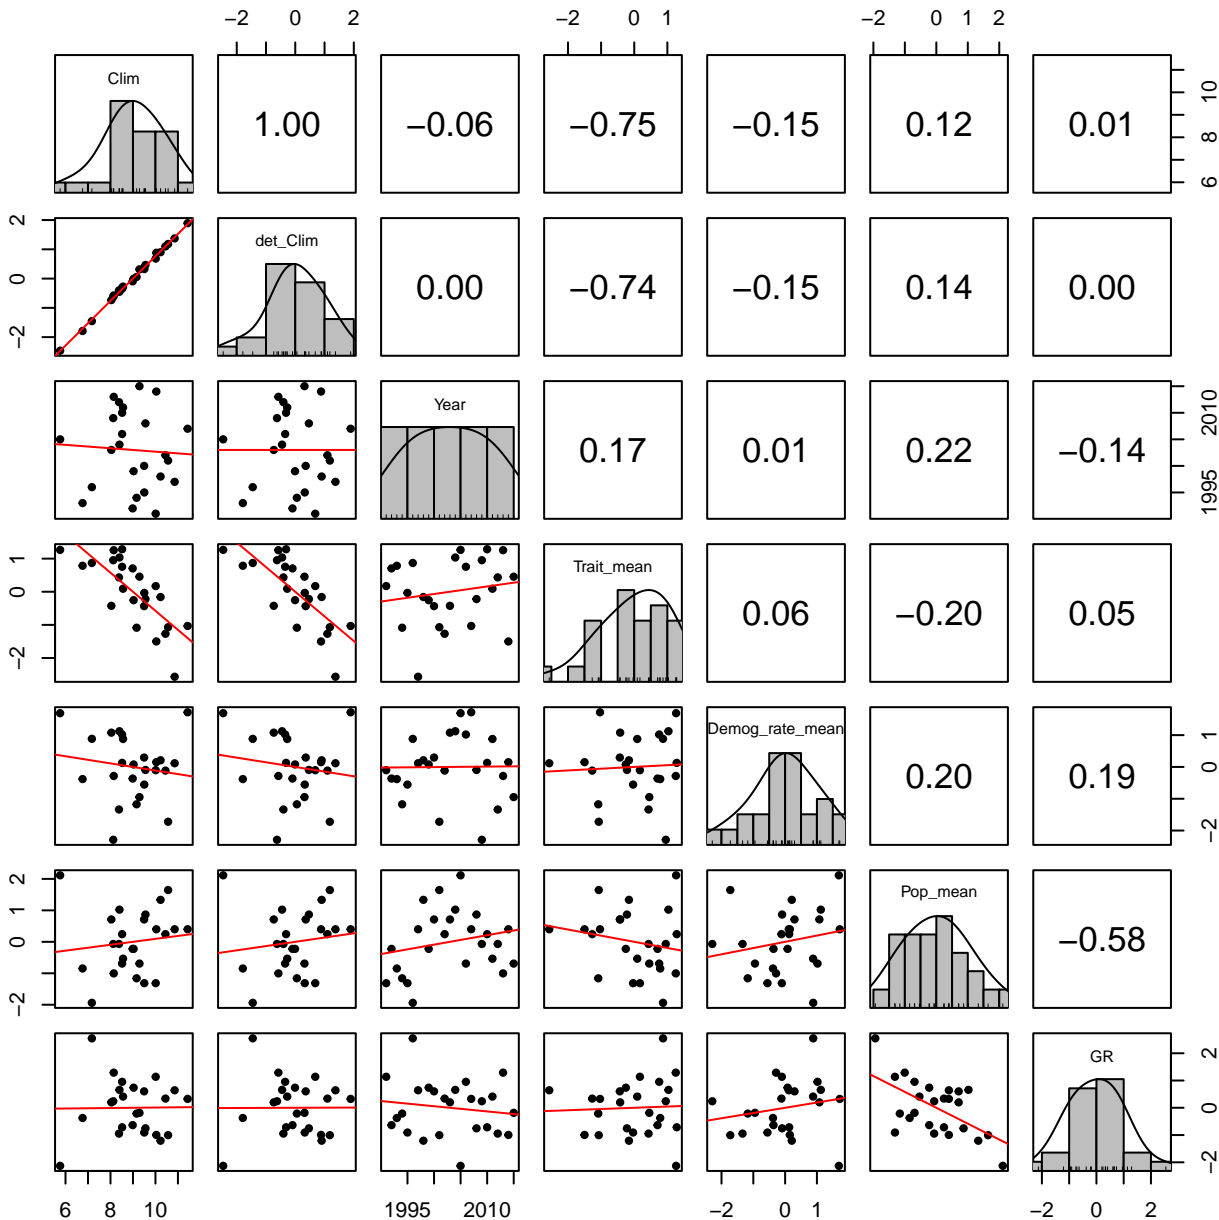 −2 0 2 −2 0 1 −2 0 1 2
Clim 1.00 −0.06 −0.75 −0.15 0.12 0.01 6 8 10
−2 0 2 det_Clim 0.00 −0.74 −0.15 0.14 0.00
Year 0.17 0.01 0.22 −0.14 1995 2010
−2 0 1 Trait_mean 0.06 −0.20 0.05
Demog_rate_mean 0.20 0.19 −2 0 1
−2 0 1 2 Pop_mean −0.58
GR −2 0 2
6 8 10 1995 2010 −2 0 1 −2 0 2